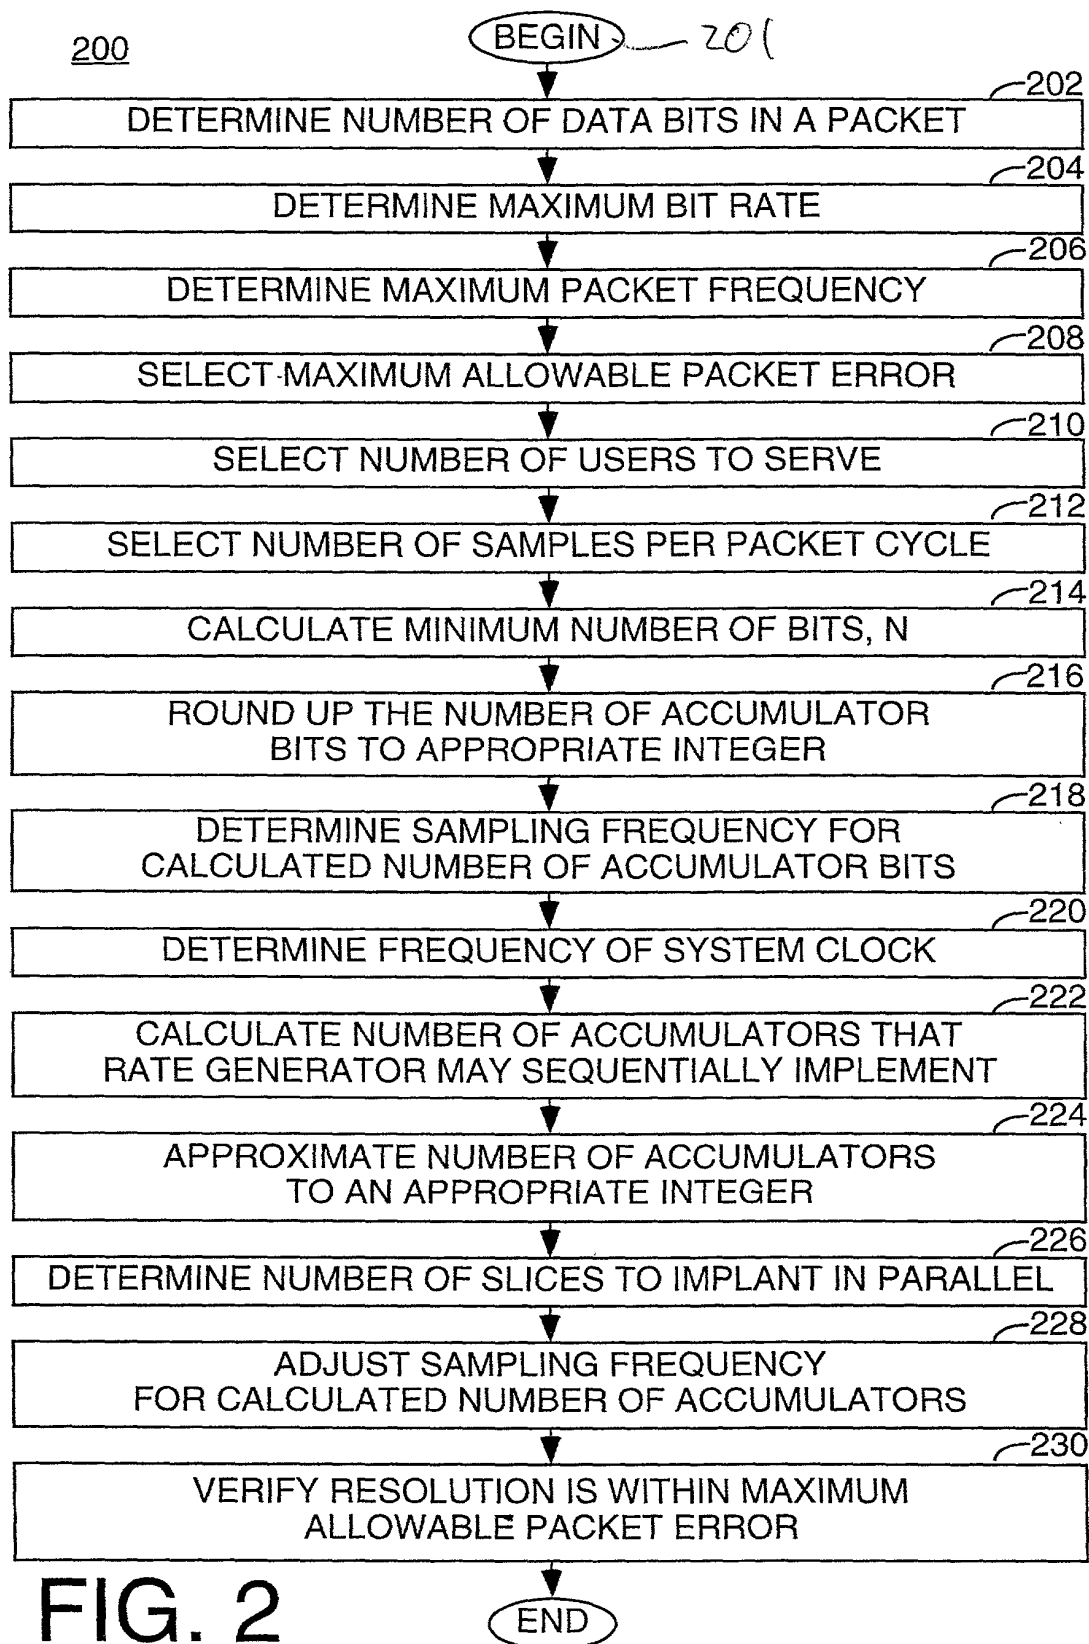 200
BEGIN 201
202
DETERMINE NUMBER OF DATA BITS IN A PACKET
204
DETERMINE MAXIMUM BIT RATE
206
DETERMINE MAXIMUM PACKET FREQUENCY
208
SELECT MAXIMUM ALLOWABLE PACKET ERROR
210
SELECT NUMBER OF USERS TO SERVE
212
SELECT NUMBER OF SAMPLES PER PACKET CYCLE
214
CALCULATE MINIMUM NUMBER OF BITS, N
216
ROUND UP THE NUMBER OF ACCUMULATOR
BITS TO APPROPRIATE INTEGER
218
DETERMINE SAMPLING FREQUENCY FOR
CALCULATED NUMBER OF ACCUMULATOR BITS
220
DETERMINE FREQUENCY OF SYSTEM CLOCK
222
CALCULATE NUMBER OF ACCUMULATORS THAT
RATE GENERATOR MAY SEQUENTIALLY IMPLEMENT
224
APPROXIMATE NUMBER OF ACCUMULATORS
TO AN APPROPRIATE INTEGER
226
DETERMINE NUMBER OF SLICES TO IMPLANT IN PARALLEL
228
ADJUST SAMPLING FREQUENCY
FOR CALCULATED NUMBER OF ACCUMULATORS
230
VERIFY RESOLUTION IS WITHIN MAXIMUM
ALLOWABLE PACKET ERROR
FIG. 2
END